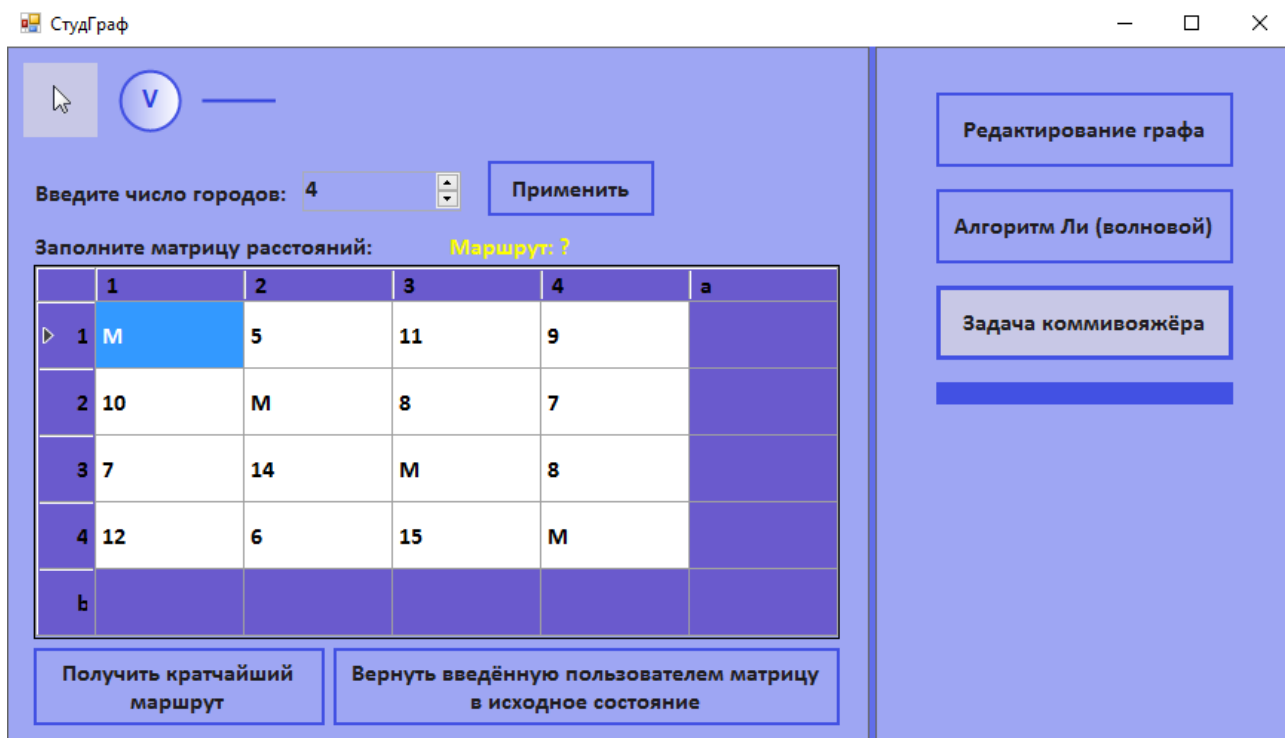 СтудГраф
V
Редактирование графа
Введите число городов: 4 Применить
Алгоритм Ли (волновой)
Заполните матрицу расстояний: Маршрут: ?
1 2 3 4 a
1 М 5 11 9
Задача коммивояжёра
2 10 М 8 7
3 7 14 М 8
4 12 6 15 М
b
Получить кратчайший
маршрут
Вернуть введённую пользователем матрицу
в исходное состояние